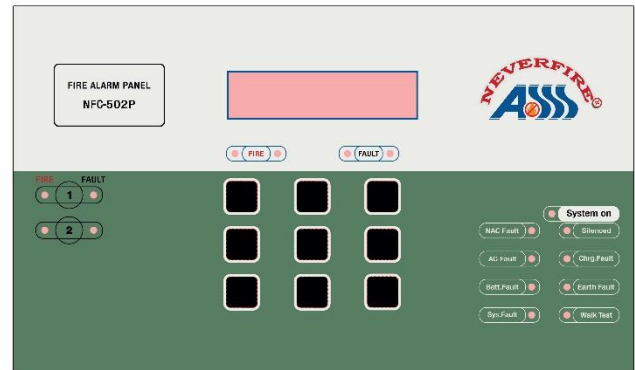 FIRE ALARM PANEL
NFC-502P
NEVERFIRE®
ASSS
FIRE
FAULT
FIRE FAULT
1
2
System on
NAC Fault
Silenced
AC Fault
Chrg.Fault
Batt.Fault
Earth Fault
Sys.Fault
Walk Test